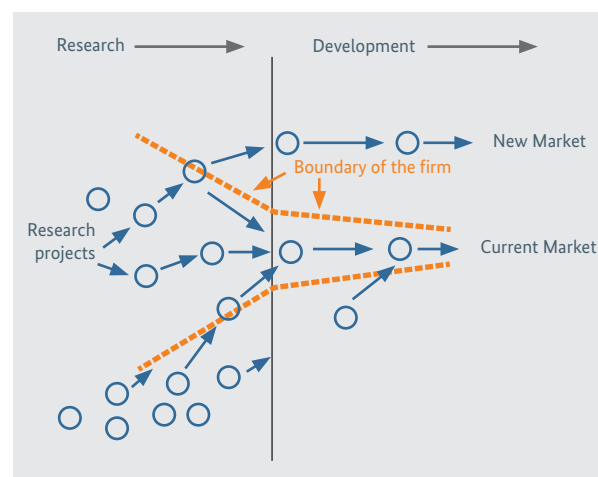 Research
Development
New Market
Boundary of the firm
Research
projects
Current Market